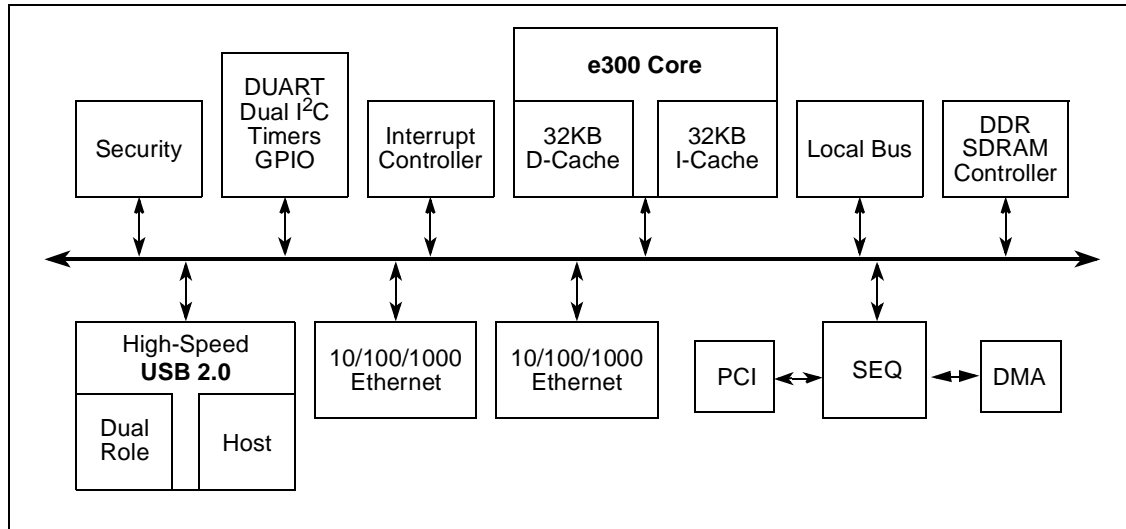 Security
DUART
Dual I²C
Timers
GPIO
Interrupt
Controller
e300 Core
32KB
D-Cache
32KB
I-Cache
Local Bus
DDR
SDRAM
Controller
High-Speed
USB 2.0
Dual
Role
Host
10/100/1000
Ethernet
10/100/1000
Ethernet
PCI
SEQ
DMA